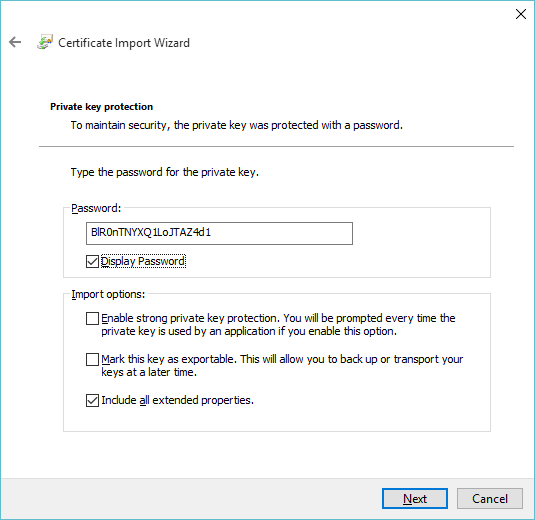 Certificate Import Wizard
Private key protection
To maintain security, the private key was protected with a password.
Type the password for the private key.
Password:
BlR0nTNYXQ1LoJTAZ4d1
Display Password
Import options:
Enable strong private key protection. You will be prompted every time the
private key is used by an application if you enable this option.
Mark this key as exportable. This will allow you to back up or transport your
keys at a later time.
Include all extended properties.
Next
Cancel